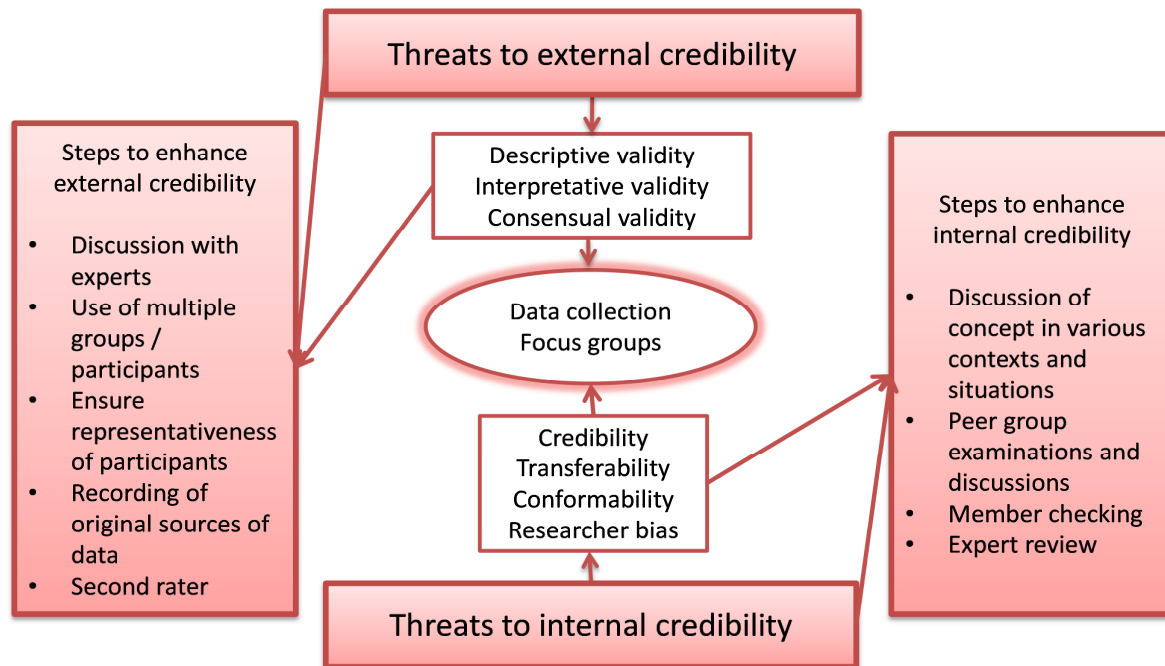 Threats to external credibility
Steps to enhance
external credibility
• Discussion with
experts
• Use of multiple
groups /
participants
• Ensure
representativeness
of participants
• Recording of
original sources of
data
• Second rater
Descriptive validity
Interpretative validity
Consensual validity
Data collection
Focus groups
Credibility
Transferability
Conformability
Researcher bias
Threats to internal credibility
Steps to enhance
internal credibility
• Discussion of
concept in various
contexts and
situations
• Peer group
examinations and
discussions
• Member checking
• Expert review